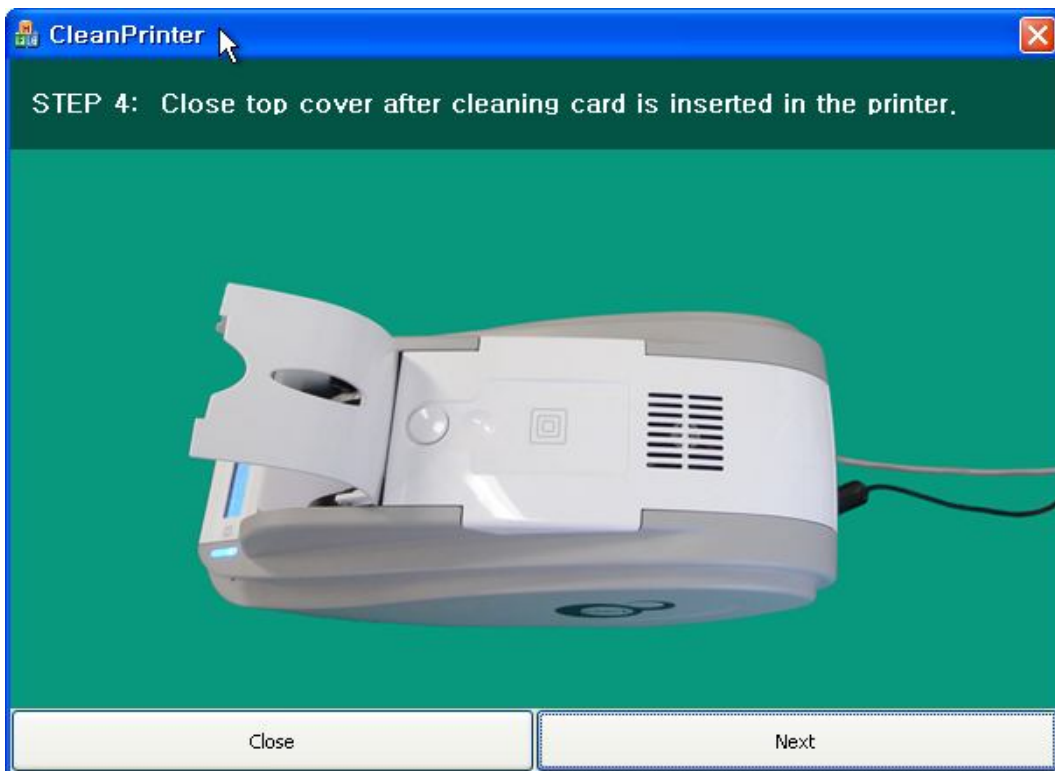 CleanPrinter
STEP 4: Close top cover after cleaning card is inserted in the printer.
Close
Next